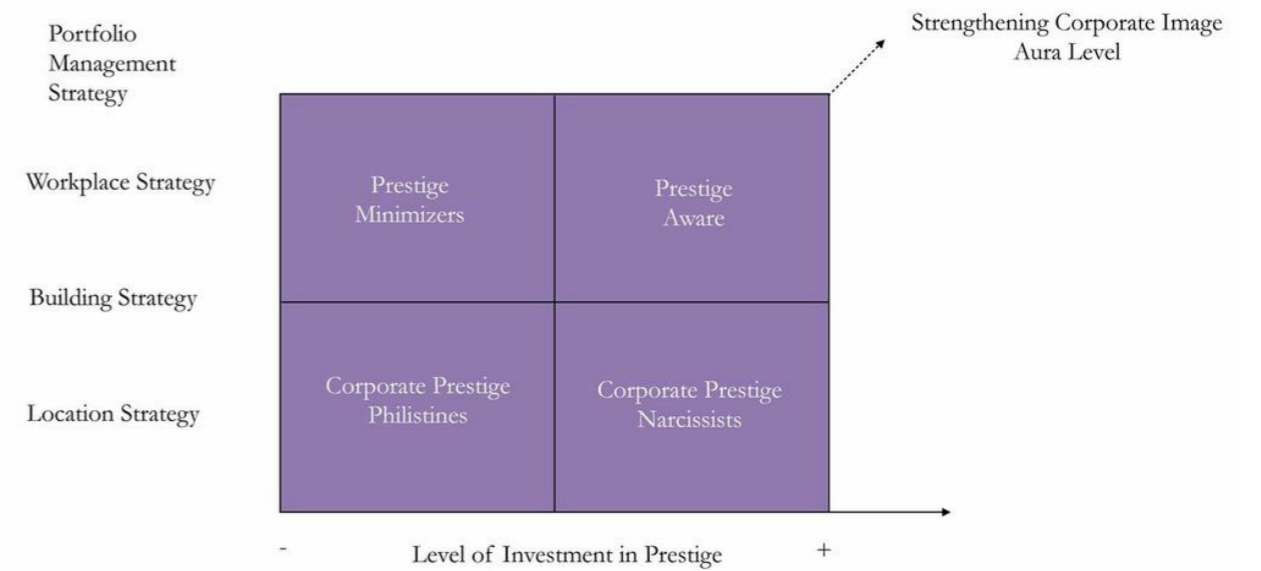 Portfolio
Management
Strategy
Strengthening Corporate Image
Aura Level
Workplace Strategy
Prestige
Minimizers
Prestige
Aware
Building Strategy
Location Strategy
Corporate Prestige
Philistines
Corporate Prestige
Narcissists
-
Level of Investment in Prestige
+